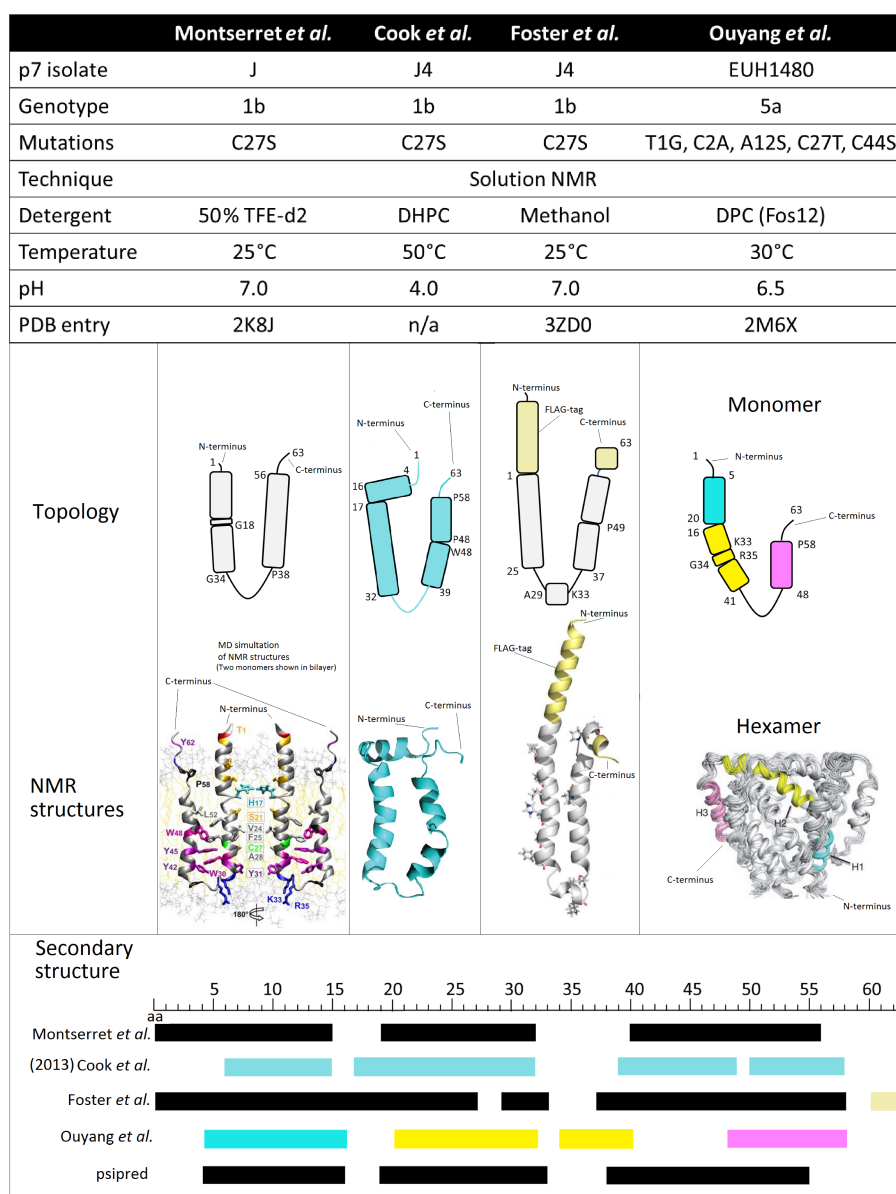 Montserret et al. Cook et al. Foster et al. Ouyang et al.
p7 isolate J J4 J4 EUH1480
Genotype 1b 1b 1b 5a
Mutations C27S C27S C27S T1G, C2A, A12S, C27T, C44S
Technique Solution NMR
Detergent 50% TFE-d2 DHPC Methanol DPC (Fos12)
Temperature 25°C 50°C 25°C 30°C
pH 7.0 4.0 7.0 6.5
PDB entry 2K8J n/a 3ZD0 2M6X
Topology
N-terminus
1
63
C-terminus
56
G18
G34
P38
C-terminus
N-terminus
1
4
63
16
17
P58
P48
W48
32
39
N-terminus
FLAG-tag
C-terminus
63
1
P49
25
37
A29
K33
Monomer
1
N-terminus
5
63
C-terminus
20
16
K33
R35
G34
P58
41
48
NMR
structures
MD simultation
of NMR structures
(Two monomers shown in bilayer)
C-terminus
N-terminus
Y62
T1
P58
H17
L52
S21
W48
V24
F25
Y45
C27
A28
Y42
W30
Y31
K33
R35
180°
N-terminus
C-terminus
N-terminus
FLAG-tag
C-terminus
Hexamer
H3
H2
H1
C-terminus
N-terminus
Secondary
structure
5 10 15 20 25 30 35 40 45 50 55 60
aa
Montserret et al.
(2013) Cook et al.
Foster et al.
Ouyang et al.
psipred